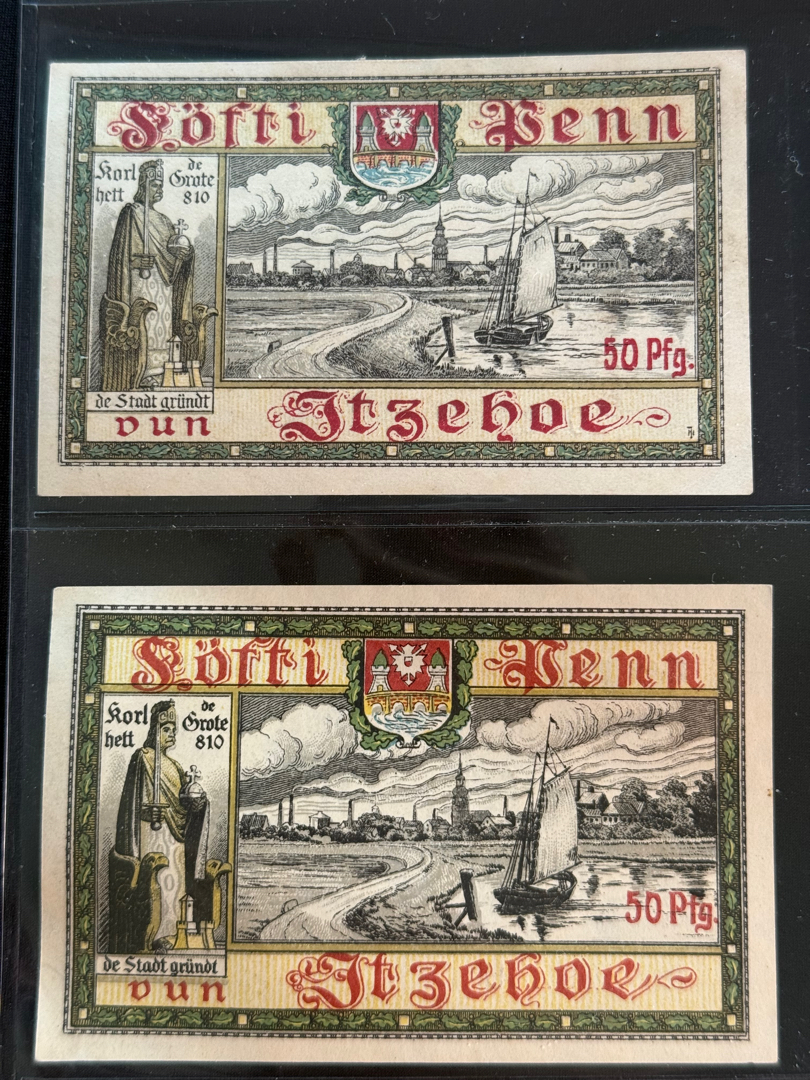 Föfti Penn
Korl de
hett Grote
810
50 Pfg.
de Stadt gründt
vun Itzehoe
Föfti Penn
Korl de
hett Grote
810
50 Pfg.
de Stadt gründt
vun Itzehoe